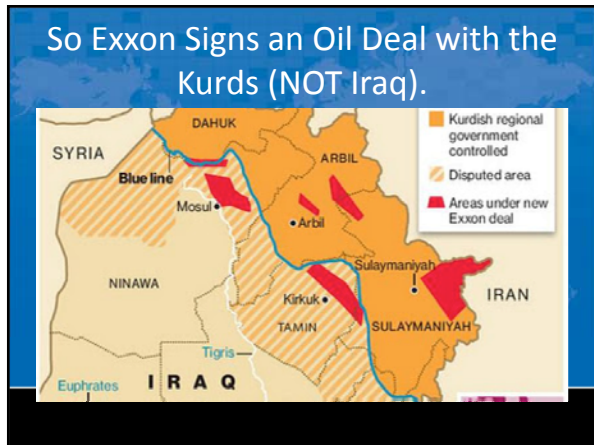 So Exxon Signs an Oil Deal with the
Kurds (NOT Iraq).
DAHUK
Kurdish regional
government
controlled
SYRIA
ARBIL
Blue line
Disputed area
Mosul
Areas under new
Exxon deal
Arbil
Sulaymaniyah
NINAWA
IRAN
Kirkuk
TAMIN
SULAYMANIYAH
Tigris
Euphrates
IRAQ